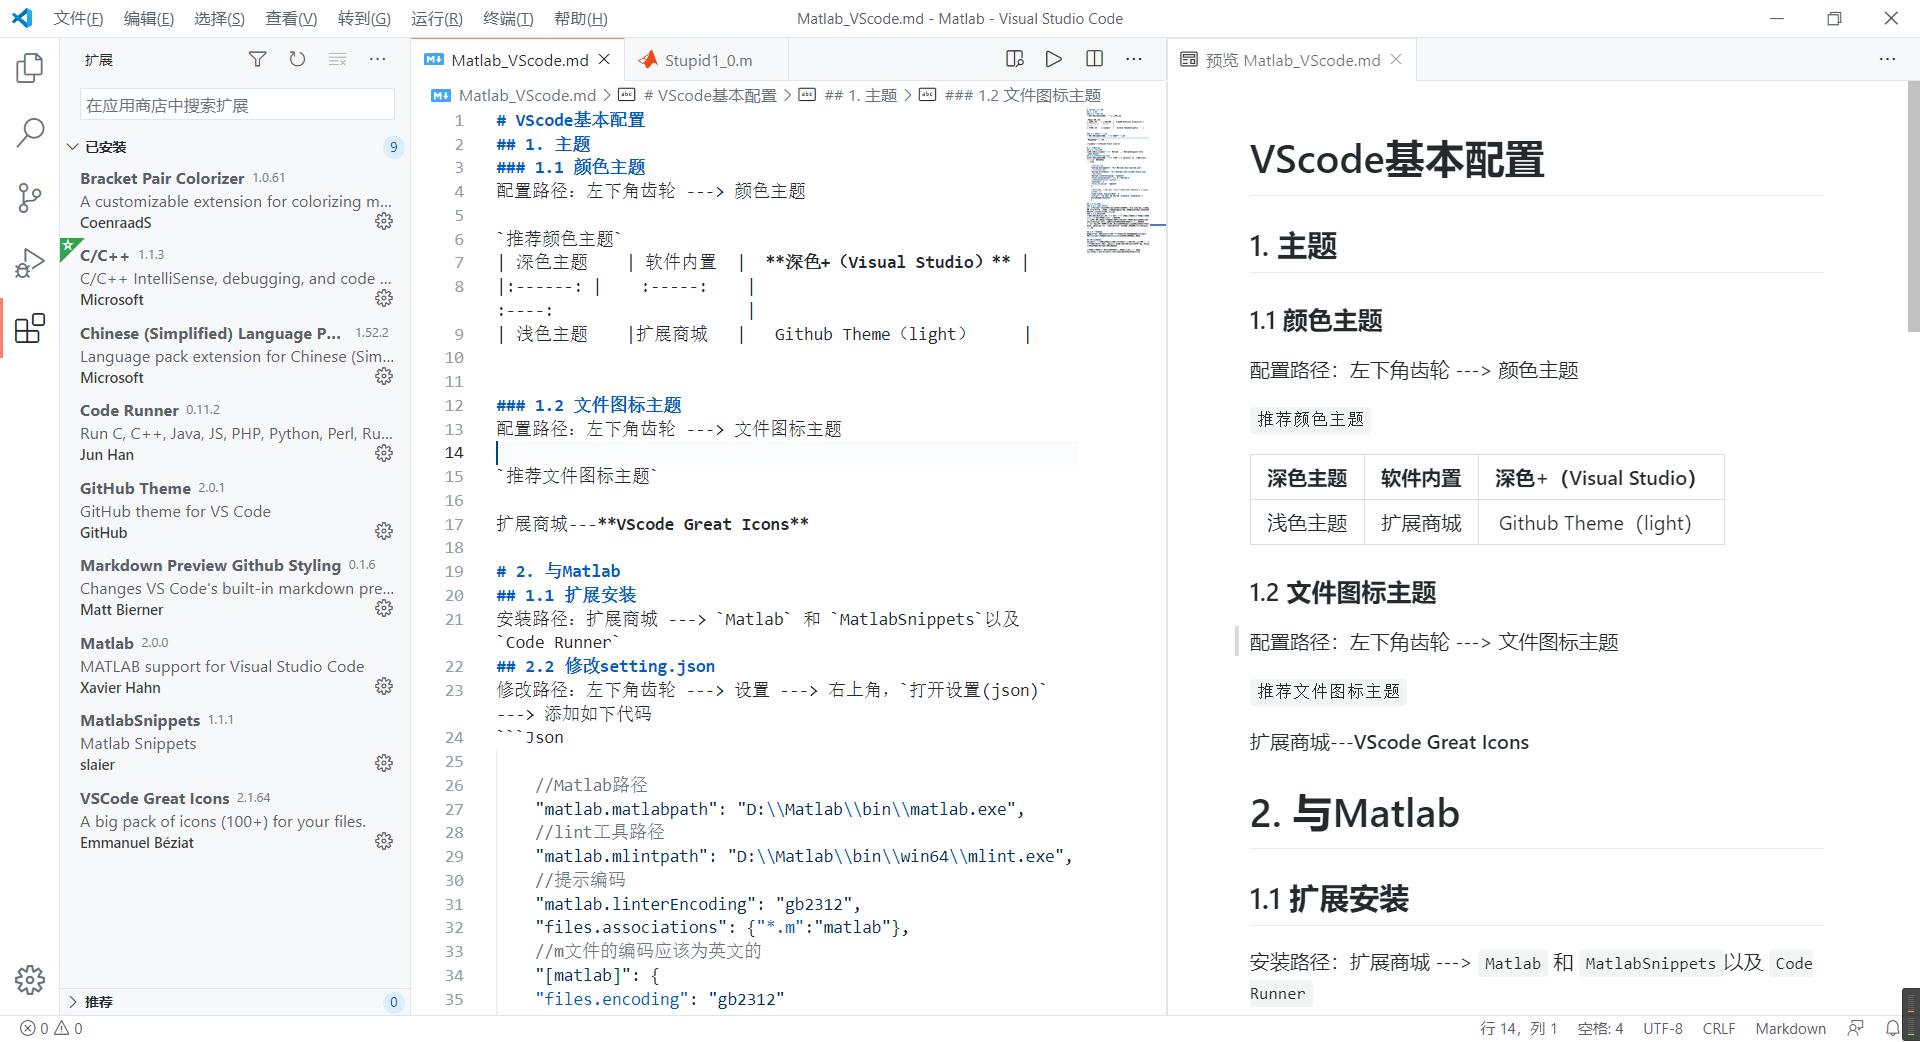 文件(F) 编辑(E) 选择(S) 查看(V) 转到(G) 运行(R) 终端(T) 帮助(H)
Matlab_VScode.md - Matlab - Visual Studio Code
扩展
在应用商店中搜索扩展
已安装 9
Bracket Pair Colorizer 1.0.61
A customizable extension for colorizing m...
CoenraadS
C/C++ 1.1.3
C/C++ IntelliSense, debugging, and code ...
Microsoft
Chinese (Simplified) Language P... 1.52.2
Language pack extension for Chinese (Sim...
Microsoft
Code Runner 0.11.2
Run C, C++, Java, JS, PHP, Python, Perl, Ru...
Jun Han
GitHub Theme 2.0.1
GitHub theme for VS Code
GitHub
Markdown Preview Github Styling 0.1.6
Changes VS Code's built-in markdown pre...
Matt Bierner
Matlab 2.0.0
MATLAB support for Visual Studio Code
Xavier Hahn
MatlabSnippets 1.1.1
Matlab Snippets
slaier
VSCode Great Icons 2.1.64
A big pack of icons (100+) for your files.
Emmanuel Béziat
推荐 0
Matlab_VScode.md
Stupid1_0.m
Matlab_VScode.md > # VScode基本配置 > ## 1. 主题 > ### 1.2 文件图标主题
1 # VScode基本配置
2 ## 1. 主题
3 ### 1.1 颜色主题
4 配置路径：左下角齿轮 ---> 颜色主题
5
6 `推荐颜色主题`
7 | 深色主题 | 软件内置 | **深色+（Visual Studio）** |
8 |:------: | :-----: |
:----: |
9 | 浅色主题 |扩展商城 | Github Theme（light） |
10
11
12 ### 1.2 文件图标主题
13 配置路径：左下角齿轮 ---> 文件图标主题
14
15 `推荐文件图标主题`
16
17 扩展商城---**VScode Great Icons**
18
19 # 2. 与Matlab
20 ## 1.1 扩展安装
21 安装路径：扩展商城 ---> `Matlab` 和 `MatlabSnippets`以及
`Code Runner`
22 ## 2.2 修改setting.json
23 修改路径：左下角齿轮 ---> 设置 ---> 右上角，`打开设置(json)`
---> 添加如下代码
24 ```Json
25
26 //Matlab路径
27 "matlab.matlabpath": "D:\\Matlab\\bin\\matlab.exe",
28 //lint工具路径
29 "matlab.mlintpath": "D:\\Matlab\\bin\\win64\\mlint.exe",
30 //提示编码
31 "matlab.linterEncoding": "gb2312",
32 "files.associations": {"*.m":"matlab"},
33 //m文件的编码应该为英文的
34 "[matlab]": {
35 "files.encoding": "gb2312"
预览 Matlab_VScode.md
VScode基本配置
1. 主题
1.1 颜色主题
配置路径：左下角齿轮 ---> 颜色主题
推荐颜色主题
深色主题 软件内置 深色+（Visual Studio）
浅色主题 扩展商城 Github Theme（light）
1.2 文件图标主题
配置路径：左下角齿轮 ---> 文件图标主题
推荐文件图标主题
扩展商城---VScode Great Icons
2. 与Matlab
1.1 扩展安装
安装路径：扩展商城 ---> Matlab 和 MatlabSnippets 以及 Code
Runner
0 0
行 14，列 1 空格: 4 UTF-8 CRLF Markdown